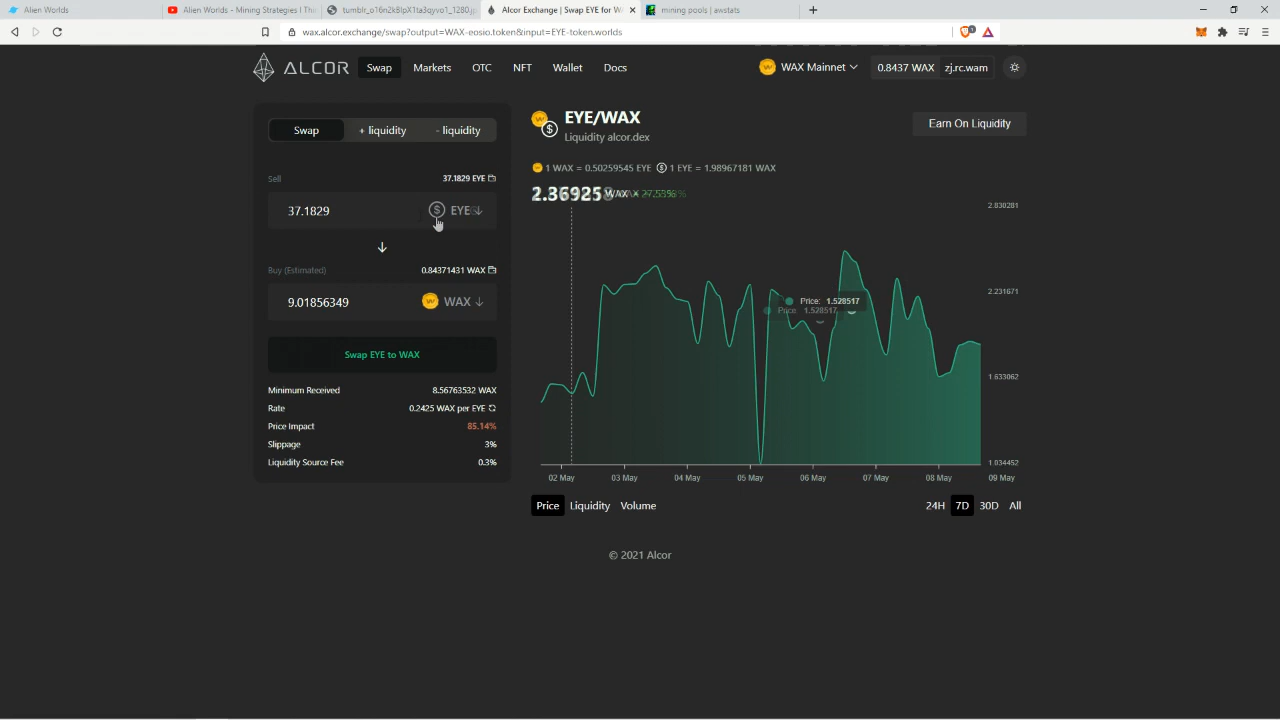 Alien Worlds
Alien Worlds - Mining Strategies I Thi
tumblr_o16n2kBlpX1ta3qyvo1_1280.jp
Alcor Exchange | Swap EYE for W
mining pools / awstats
wax.alcor.exchange/swap?output=WAX-eosio.token&input=EYE-token.worlds
ALCOR
Swap
Markets
OTC
NFT
Wallet
Docs
WAX Mainnet
0.8437 WAX
zj.rc.wam
Swap
+ liquidity
- liquidity
Sell
37.1829 EYE
37.1829
EYE
Buy (Estimated)
0.84371431 WAX
9.01856349
WAX
Swap EYE to WAX
Minimum Received
8.56763532 WAX
Rate
0.2425 WAX per EYE
Price Impact
85.14%
Slippage
3%
Liquidity Source Fee
0.3%
EYE/WAX
Liquidity alcor.dex
Earn On Liquidity
1 WAX = 0.50259545 EYE
1 EYE = 1.98967181 WAX
WAX
2.838281
2.231671
1.633062
1.034452
Price: 1.528517
Price: 1.528517
02 May
03 May
04 May
05 May
06 May
07 May
08 May
09 May
Price
Liquidity
Volume
24H
7D
30D
All
© 2021 Alcor